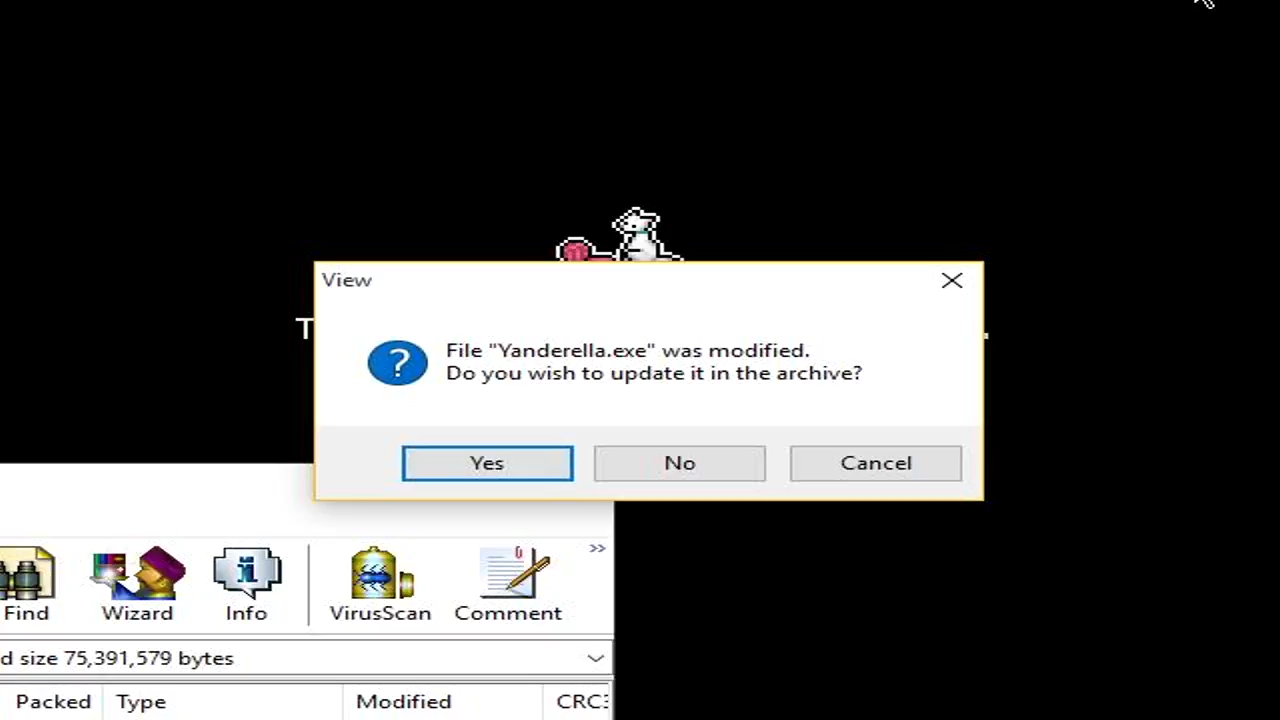 View
T
.
File "Yanderella.exe" was modified.
Do you wish to update it in the archive?
Yes No Cancel
»
Find Wizard Info VirusScan Comment
d size 75,391,579 bytes
Packed Type Modified CRC3